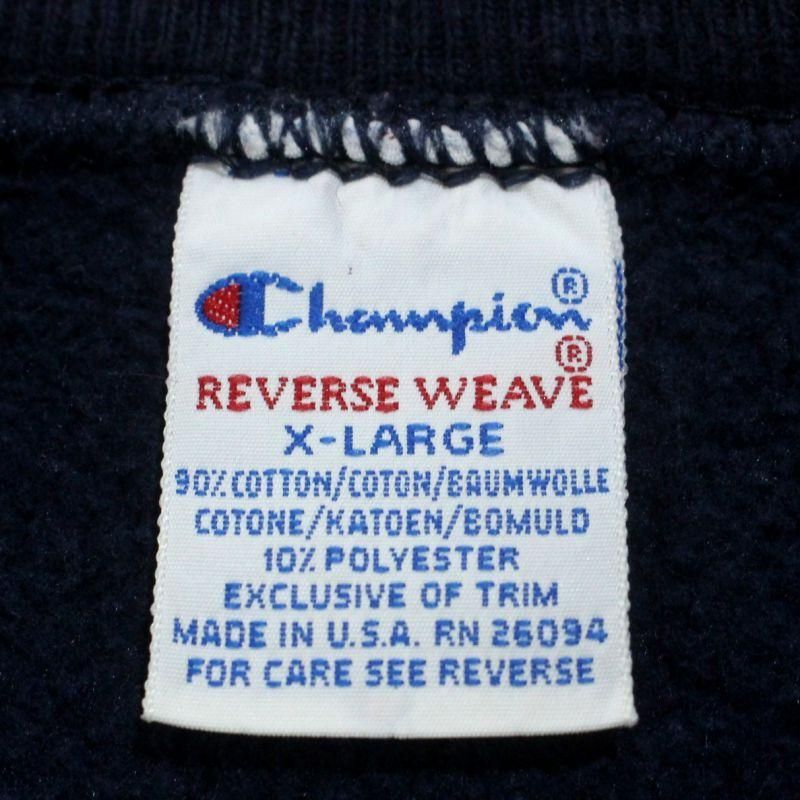 Champion®
REVERSE WEAVE®
X-LARGE
90% COTTON/COTON/BAUMWOLLE
COTONE/KATOEN/BOMULD
10% POLYESTER
EXCLUSIVE OF TRIM
MADE IN U.S.A. RN 26094
FOR CARE SEE REVERSE